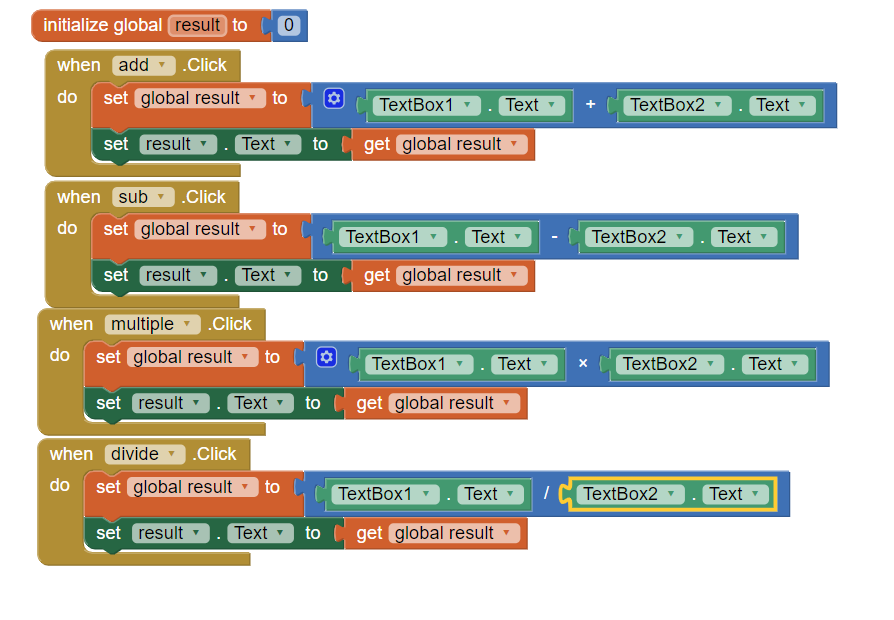 initialize global result to 0
when add .Click
do set global result to TextBox1 . Text + TextBox2 . Text
set result . Text to get global result
when sub .Click
do set global result to TextBox1 . Text - TextBox2 . Text
set result . Text to get global result
when multiple .Click
do set global result to TextBox1 . Text × TextBox2 . Text
set result . Text to get global result
when divide .Click
do set global result to TextBox1 . Text / TextBox2 . Text
set result . Text to get global result